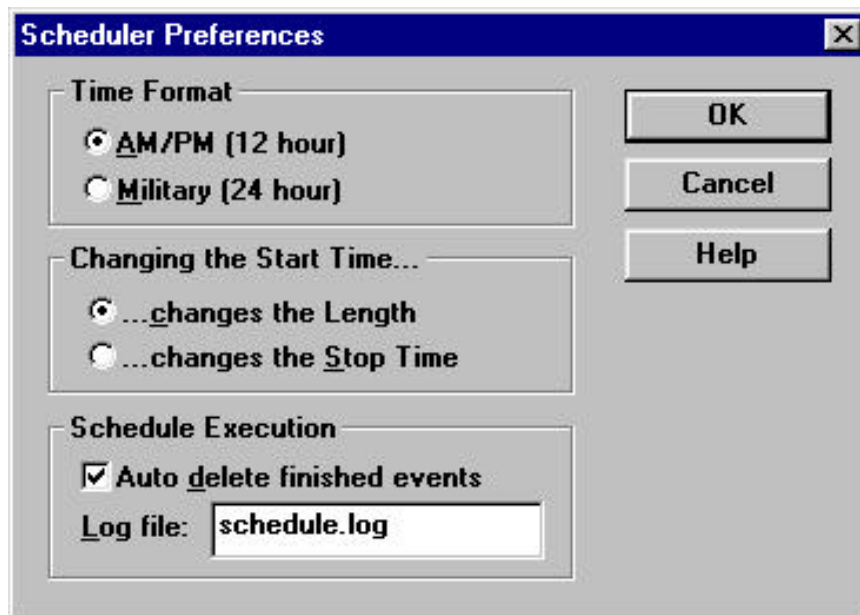 Scheduler Preferences
Time Format
AM/PM (12 hour)
Military (24 hour)
Changing the Start Time...
...changes the Length
...changes the Stop Time
Schedule Execution
Auto delete finished events
Log file: schedule.log
OK
Cancel
Help